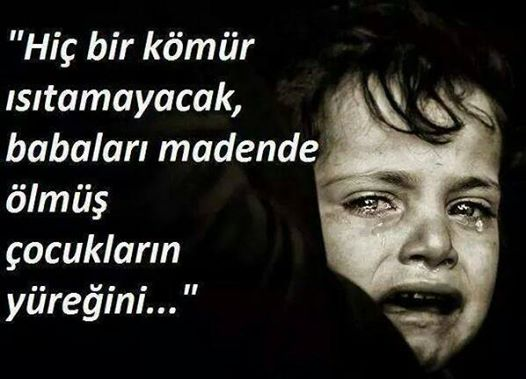 "Hiç bir kömür
ısıtamayacak,
babaları madende
ölmüş
çocukların
yüreğini..."